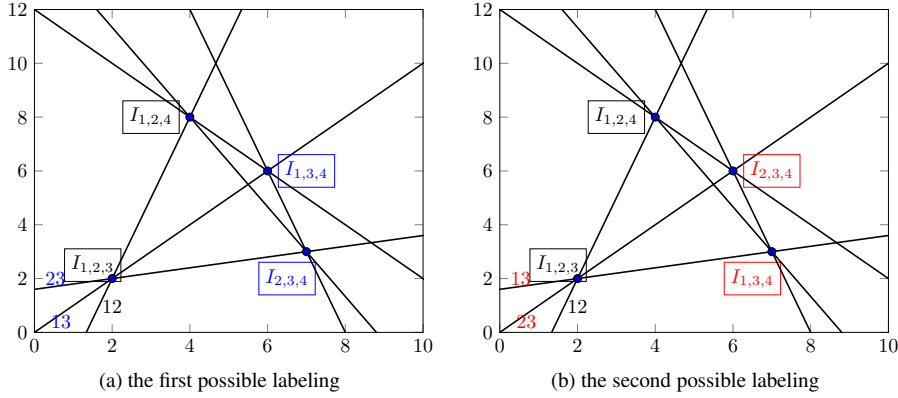 12
10
8
6
4
2
0
0 2 4 6 8 10
I1,2,4
I1,3,4
I1,2,3
I2,3,4
23
13
12
(a) the first possible labeling
12
10
8
6
4
2
0
0 2 4 6 8 10
I1,2,4
I2,3,4
I1,2,3
I1,3,4
13
23
12
(b) the second possible labeling